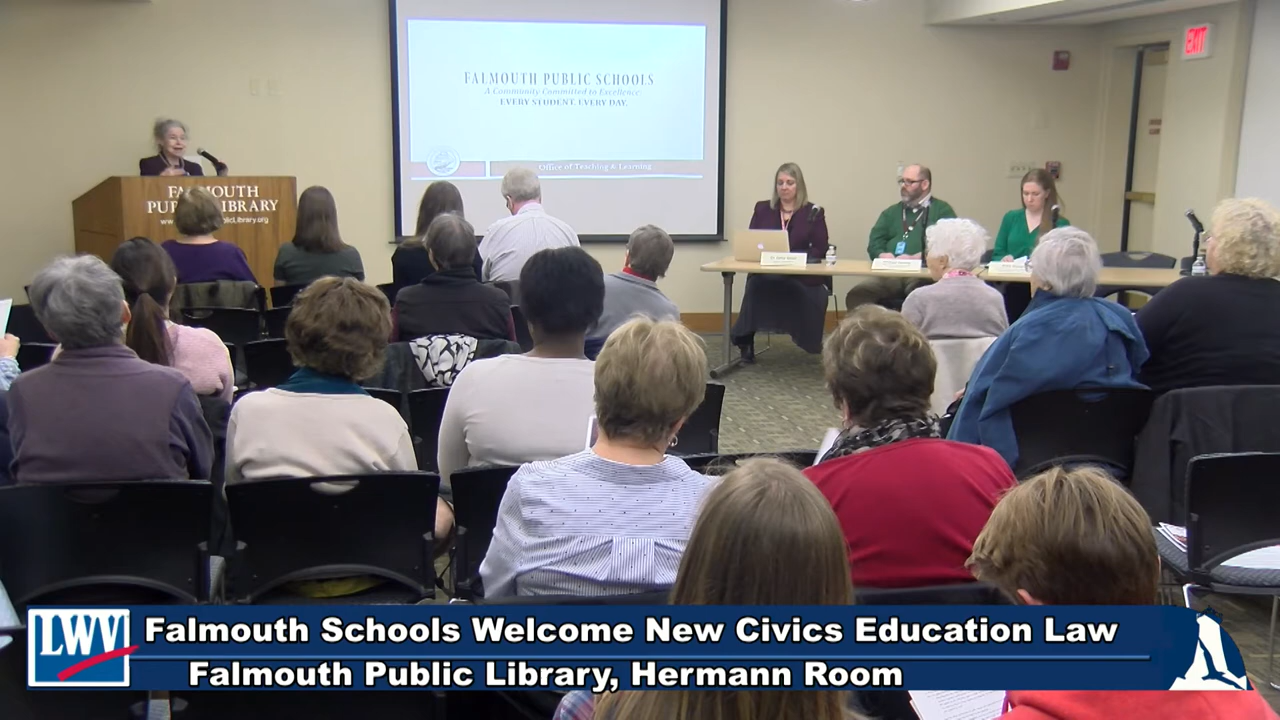 FALMOUTH PUBLIC SCHOOLS
A Community Committed to Excellence.
EVERY STUDENT. EVERY DAY.
Office of Teaching & Learning
EXIT
FALMOUTH
PUBLIC LIBRARY
LWV
Falmouth Schools Welcome New Civics Education Law
Falmouth Public Library, Hermann Room